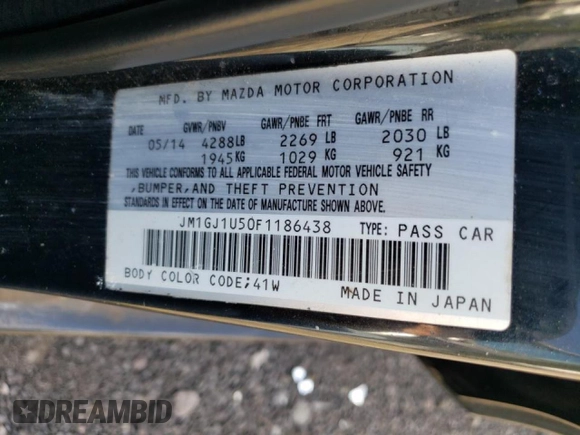 MFD. BY MAZDA MOTOR CORPORATION
GVWR/PNBV GAWR/PNBE FRT GAWR/PNBE RR
05/14 4288LB 2269 LB 2030 LB
1945KG 1029 KG 921 KG
THIS VEHICLE CONFORMS TO ALL APPLICABLE FEDERAL MOTOR VEHICLE SAFETY
,BUMPER,AND THEFT PREVENTION
STANDARDS IN EFFECT ON THE DATE OF MANUFACTURE SHOWN ABOVE.
JM1GJ1U50F1186438 TYPE: PASS CAR
BODY COLOR CODE;41W
MADE IN JAPAN
DREAMBID